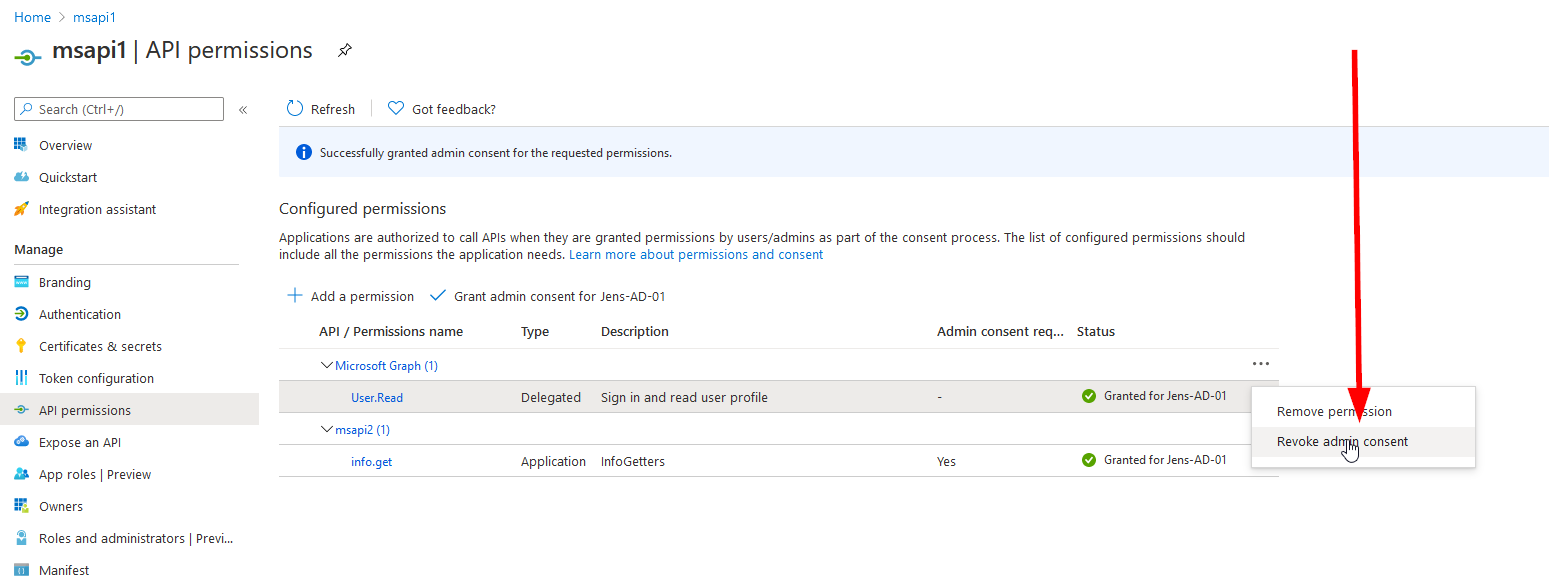 Home > msapi1
msapi1 | API permissions
Search (Ctrl+/)
«
Overview
Quickstart
Integration assistant
Manage
Branding
Authentication
Certificates & secrets
Token configuration
API permissions
Expose an API
App roles | Preview
Owners
Roles and administrators | Previ...
Manifest
Refresh
Got feedback?
Successfully granted admin consent for the requested permissions.
Configured permissions
Applications are authorized to call APIs when they are granted permissions by users/admins as part of the consent process. The list of configured permissions should
include all the permissions the application needs. Learn more about permissions and consent
Add a permission
Grant admin consent for Jens-AD-01
API / Permissions name Type Description Admin consent req... Status
Microsoft Graph (1)
User.Read Delegated Sign in and read user profile - Granted for Jens-AD-01
msapi2 (1)
info.get Application InfoGetters Yes Granted for Jens-AD-01
Remove permission
Revoke admin consent